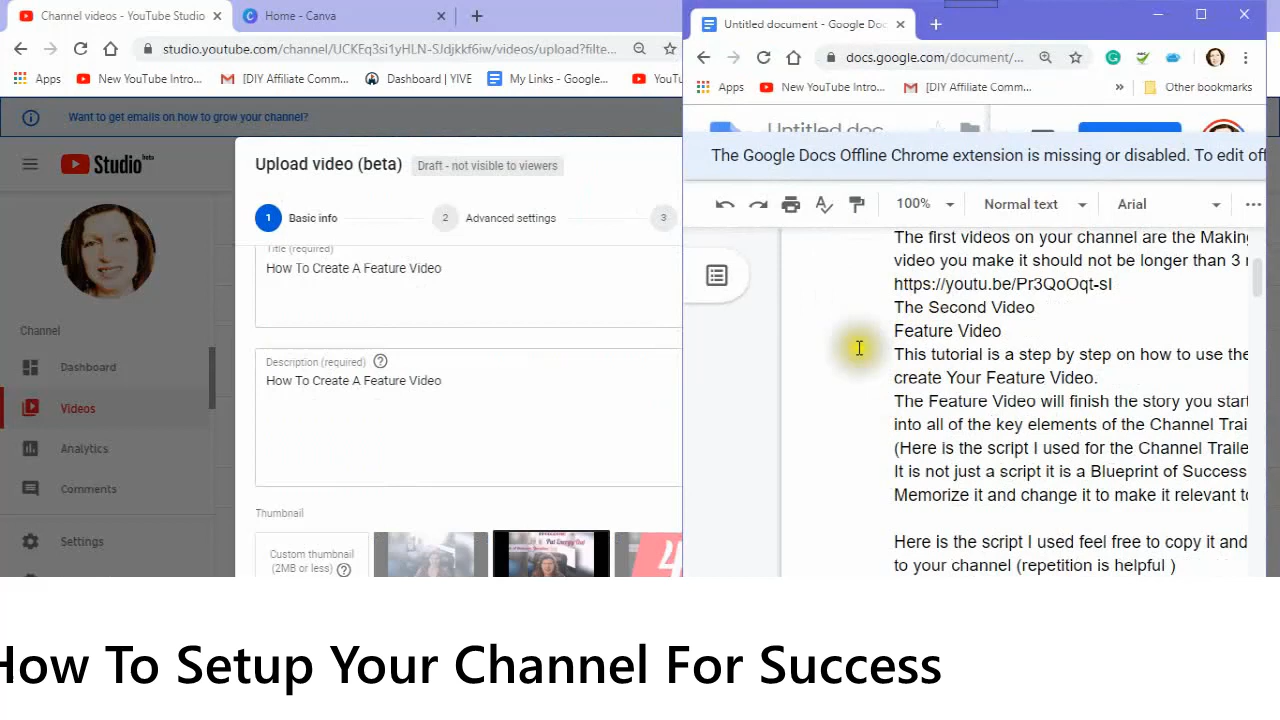 Channel videos - YouTube Studio
Home - Canva
studio.youtube.com/channel/UCKEq3si1yHLN-SJdjkkf6iw/videos/upload?filte...
Apps
New YouTube Intro...
[DIY Affiliate Comm...
Dashboard | YIVE
My Links - Google...
YouTu
Want to get emails on how to grow your channel?
Studio
beta
Channel
Dashboard
Videos
Analytics
Comments
Settings
Upload video (beta)
Draft - not visible to viewers
1
Basic info
2
Advanced settings
3
Title (required)
How To Create A Feature Video
Description (required)
How To Create A Feature Video
Thumbnail
Custom thumbnail
(2MB or less)
Put Energy Out
4
Untitled document - Google Doc
docs.google.com/document/...
Apps
New YouTube Intro...
[DIY Affiliate Comm...
»
Other bookmarks
Untitled doc
The Google Docs Offline Chrome extension is missing or disabled. To edit off
100%
Normal text
Arial
The first videos on your channel are the Making
video you make it should not be longer than 3
https://youtu.be/Pr3QoOqt-sI
The Second Video
Feature Video
This tutorial is a step by step on how to use the
create Your Feature Video.
The Feature Video will finish the story you start
into all of the key elements of the Channel Trai
(Here is the script I used for the Channel Traile
It is not just a script it is a Blueprint of Success
Memorize it and change it to make it relevant to
Here is the script I used feel free to copy it and
to your channel (repetition is helpful )
How To Setup Your Channel For Success